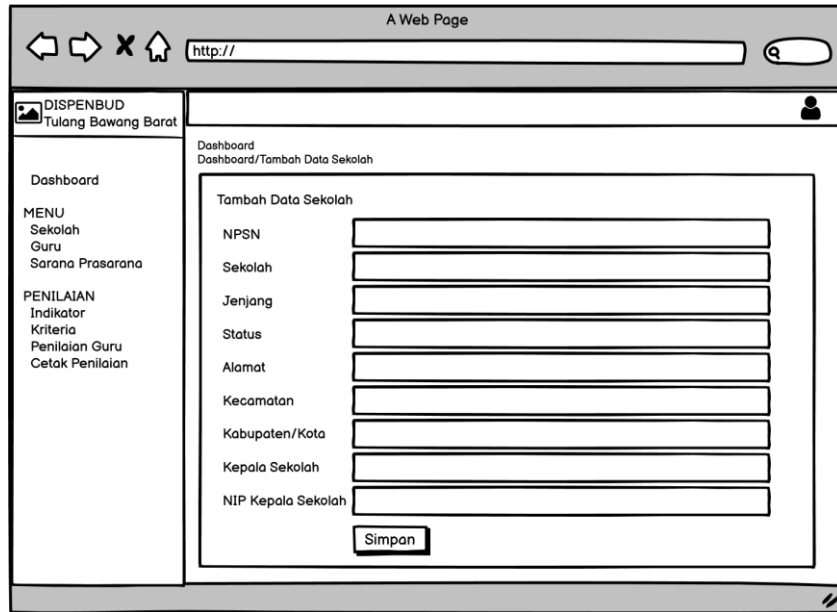 A Web Page
http://
DISPENBUD
Tulang Bawang Barat
Dashboard
MENU
Sekolah
Guru
Sarana Prasarana
PENILAIAN
Indikator
Kriteria
Penilaian Guru
Cetak Penilaian
Dashboard
Dashboard/Tambah Data Sekolah
Tambah Data Sekolah
NPSN
Sekolah
Jenjang
Status
Alamat
Kecamatan
Kabupaten/Kota
Kepala Sekolah
NIP Kepala Sekolah
Simpan